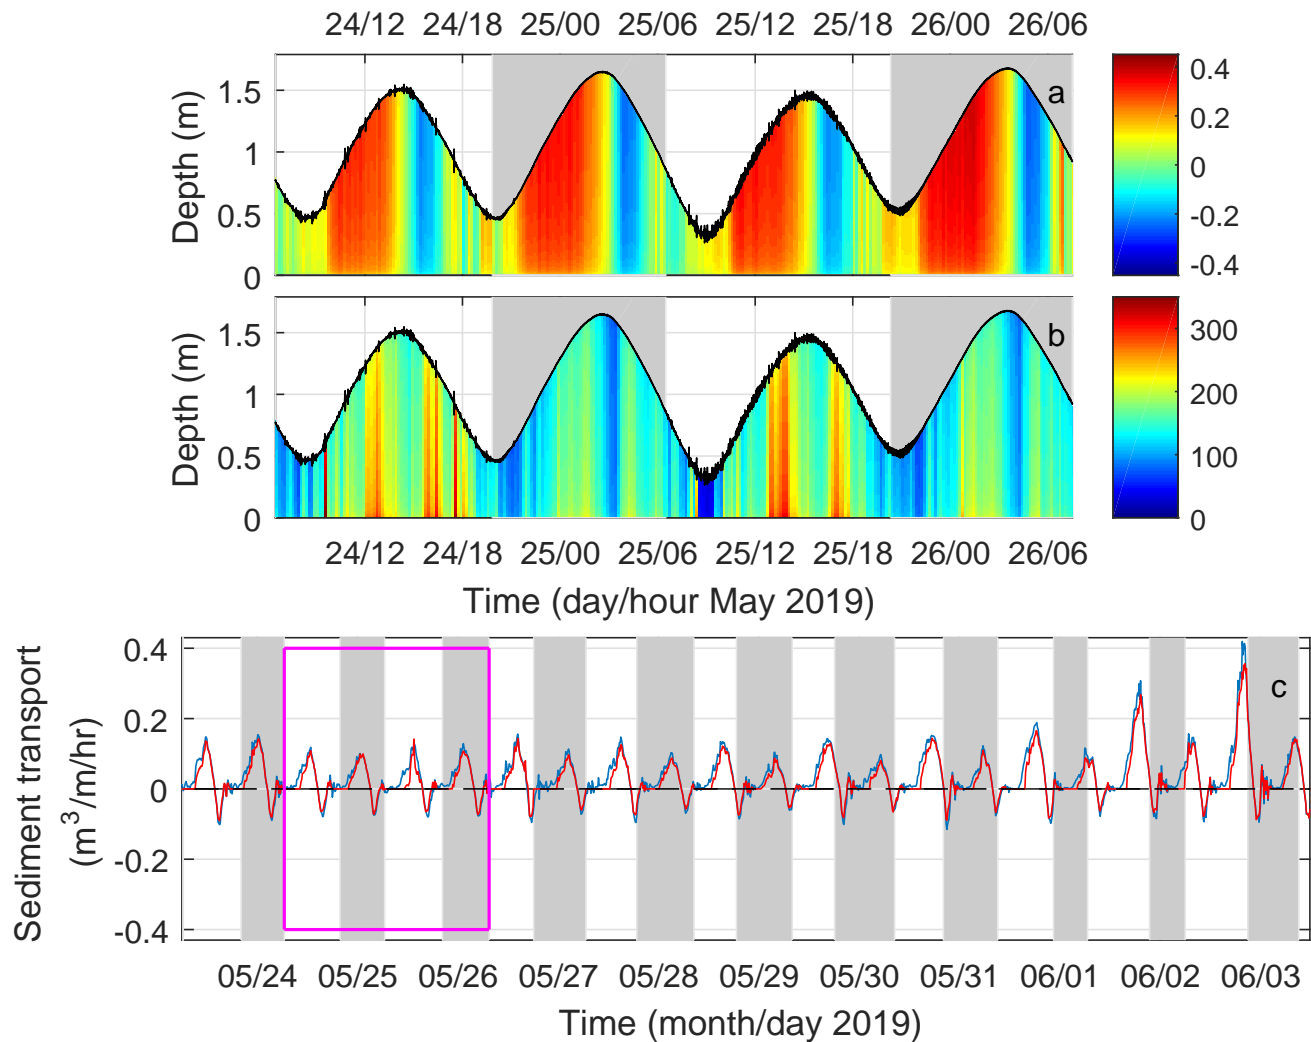 24/12 24/18 25/00 25/06 25/12 25/18 26/00 26/06
a
Depth (m)
1.5
1
0.5
0
0.4
0.2
0
-0.2
-0.4
b
Depth (m)
1.5
1
0.5
0
300
200
100
0
24/12 24/18 25/00 25/06 25/12 25/18 26/00 26/06
Time (day/hour May 2019)
c
Sediment transport
(m³/m/hr)
0.4
0.2
0
-0.2
-0.4
05/24 05/25 05/26 05/27 05/28 05/29 05/30 05/31 06/01 06/02 06/03
Time (month/day 2019)